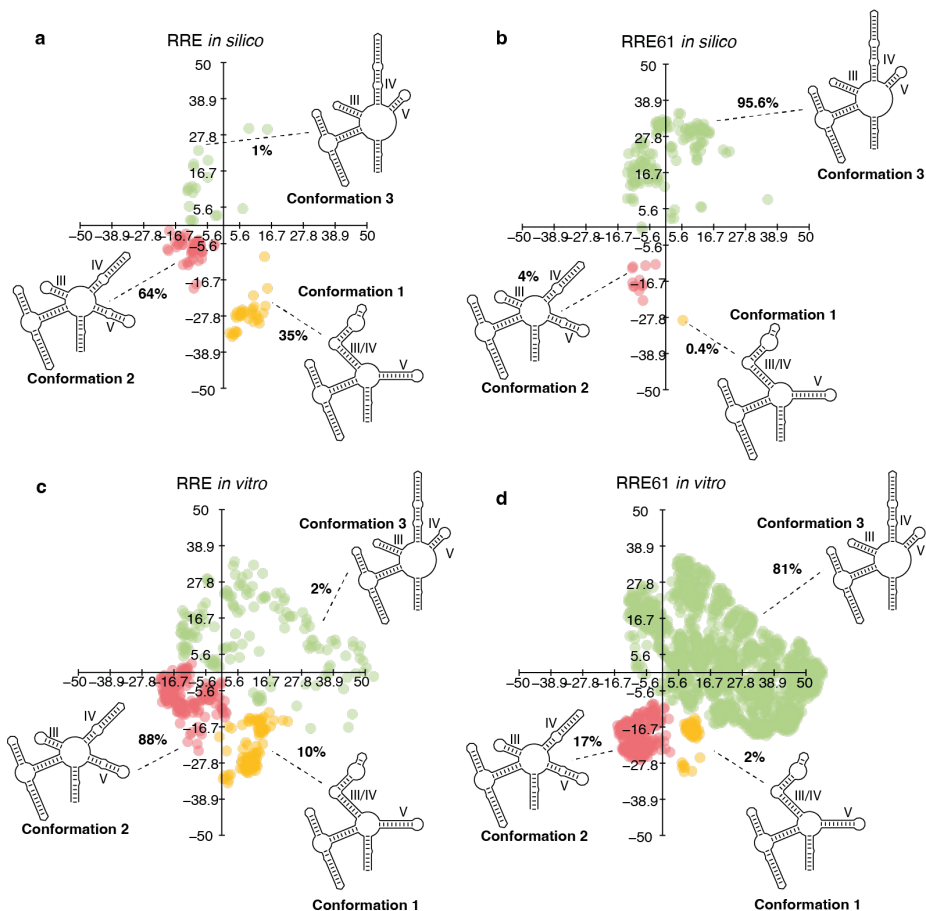 a
RRE in silico
50
38.9
27.8
16.7
5.6
−50 −38.9 −27.8 −16.7 −5.6 5.6 16.7 27.8 38.9 50
−5.6
−16.7
−27.8
−38.9
−50
1%
III
IV
V
Conformation 3
64%
III
IV
V
Conformation 2
35%
Conformation 1
III/IV
V
b
RRE61 in silico
50
38.9
27.8
16.7
5.6
−50 −38.9 −27.8 −16.7 −5.6 5.6 16.7 27.8 38.9 50
−5.6
−16.7
−27.8
−38.9
−50
95.6%
III
IV
V
Conformation 3
4%
III
IV
V
Conformation 2
0.4%
Conformation 1
III/IV
V
c
RRE in vitro
50
38.9
27.8
16.7
5.6
−50 −38.9 −27.8 −16.7 −5.6 5.6 16.7 27.8 38.9 50
−5.6
−16.7
−27.8
−38.9
−50
Conformation 3
2%
III
IV
V
88%
III
IV
V
Conformation 2
10%
III/IV
V
Conformation 1
d
RRE61 in vitro
50
38.9
27.8
16.7
5.6
−50 −38.9 −27.8 −16.7 −5.6 5.6 16.7 27.8 38.9 50
−5.6
−16.7
−27.8
−38.9
−50
Conformation 3
81%
III
IV
V
17%
III
IV
V
Conformation 2
2%
III/IV
V
Conformation 1